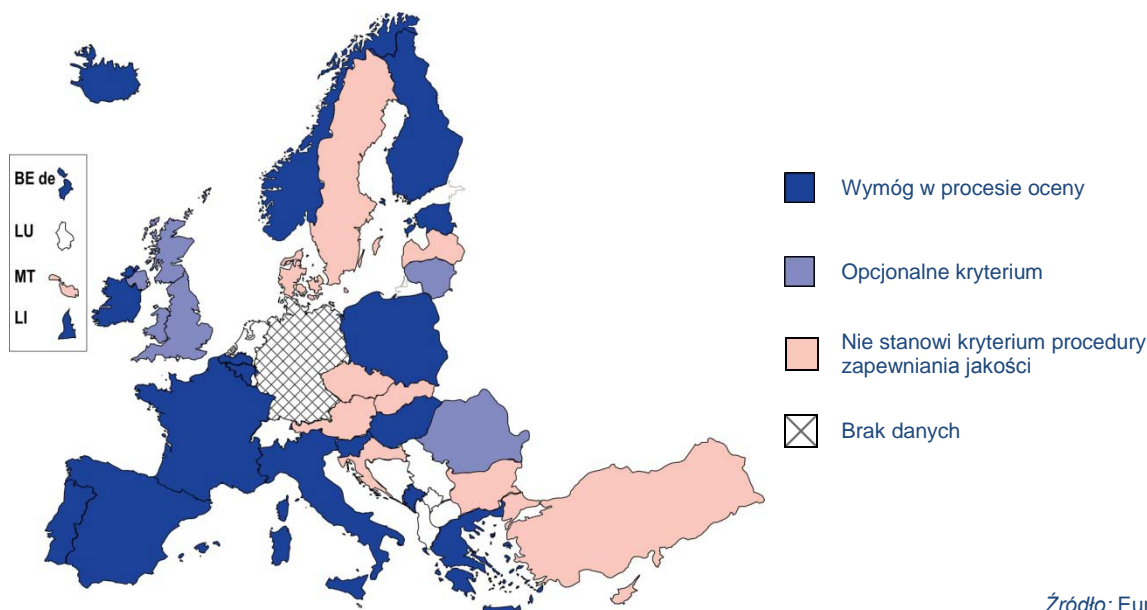 BE de
LU
MT
LI
Wymóg w procesie oceny
Opcjonalne kryterium
Nie stanowi kryterium procedury
zapewniania jakości
Brak danych
Źródło: Eur